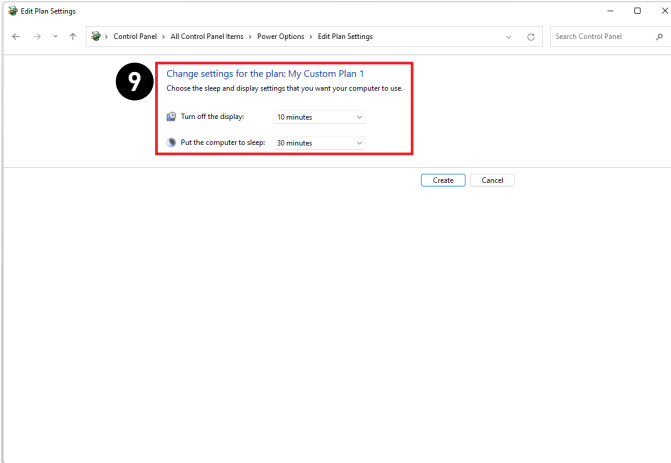 Edit Plan Settings
Control Panel > All Control Panel Items > Power Options > Edit Plan Settings
Search Control Panel
9
Change settings for the plan: My Custom Plan 1
Choose the sleep and display settings that you want your computer to use.
Turn off the display: 10 minutes
Put the computer to sleep: 30 minutes
Create Cancel